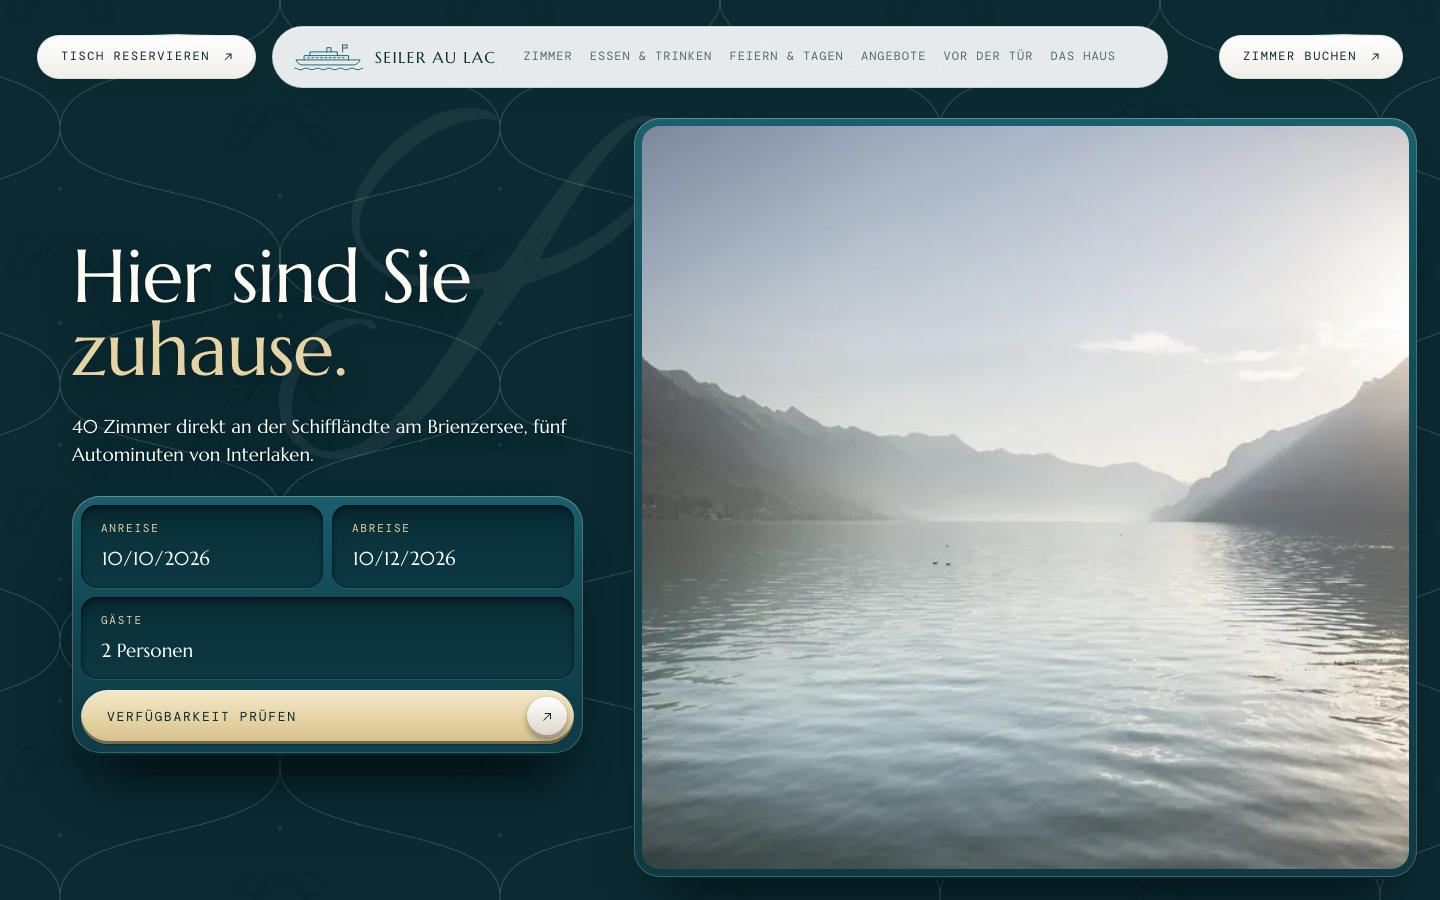 TISCH RESERVIEREN
SEILER AU LAC
ZIMMER ESSEN & TRINKEN FEIERN & TAGEN ANGEBOTE VOR DER TÜR DAS HAUS
ZIMMER BUCHEN
Hier sind Sie
zuhause.
40 Zimmer direkt an der Schiffländte am Brienzersee, fünf
Autominuten von Interlaken.
ANREISE
10/10/2026
ABREISE
10/12/2026
GÄSTE
2 Personen
VERFÜGBARKEIT PRÜFEN